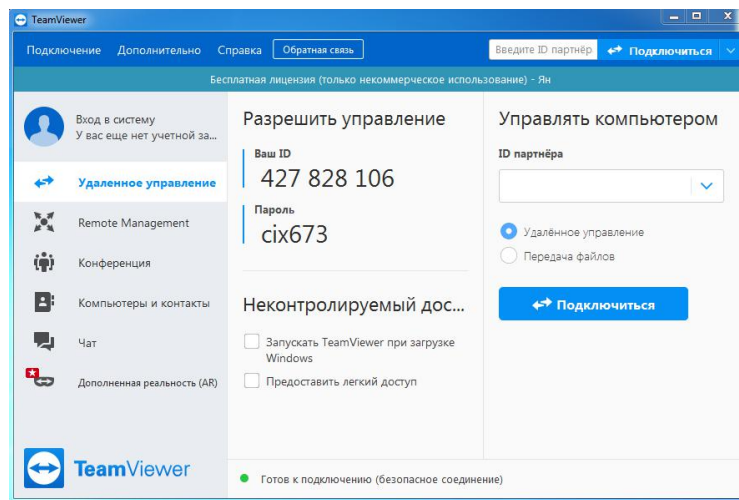 TeamViewer
Подключение Дополнительно Справка Обратная связь Введите ID партнёр Подключиться
Бесплатная лицензия (только некоммерческое использование) - Ян
Вход в систему
У вас еще нет учетной за...
Удаленное управление
Remote Management
Конференция
Компьютеры и контакты
Чат
Дополненная реальность (AR)
TeamViewer
Разрешить управление
Ваш ID
427 828 106
Пароль
cix673
Неконтролируемый дос...
Запускать TeamViewer при загрузке
Windows
Предоставить легкий доступ
Управлять компьютером
ID партнёра
Удалённое управление
Передача файлов
Подключиться
Готов к подключению (безопасное соединение)